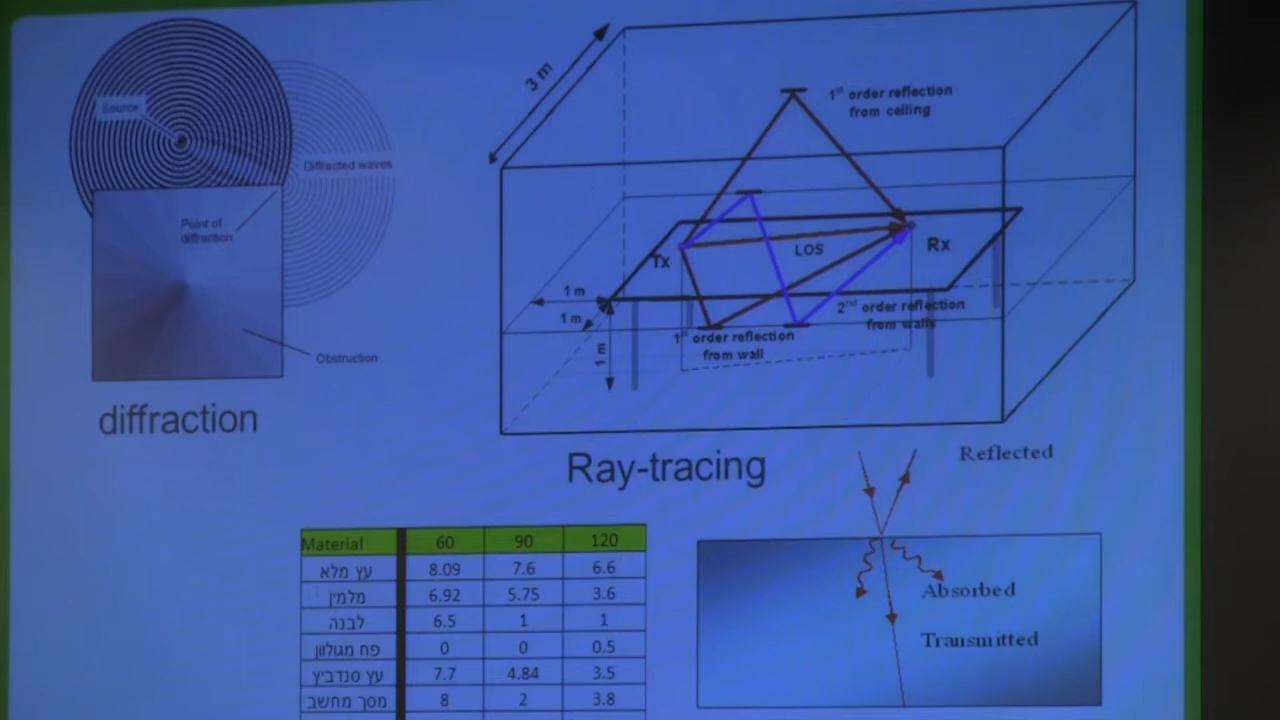 Source
Diffracted waves
Point of
diffraction
Obstruction
diffraction
3 m
1st order reflection
from ceiling
Tx
LOS
Rx
1 m
1 m
1 m
2nd order reflection
from walls
1st order reflection
from wall
Ray-tracing
Reflected
Absorbed
Transmitted
Material 60 90 120
עץ מלא 8.09 7.6 6.6
מלמין 6.92 5.75 3.6
לבנה 6.5 1 1
פח מגולוון 0 0 0.5
עץ סנדביץ 7.7 4.84 3.5
מסך מחשב 8 2 3.8